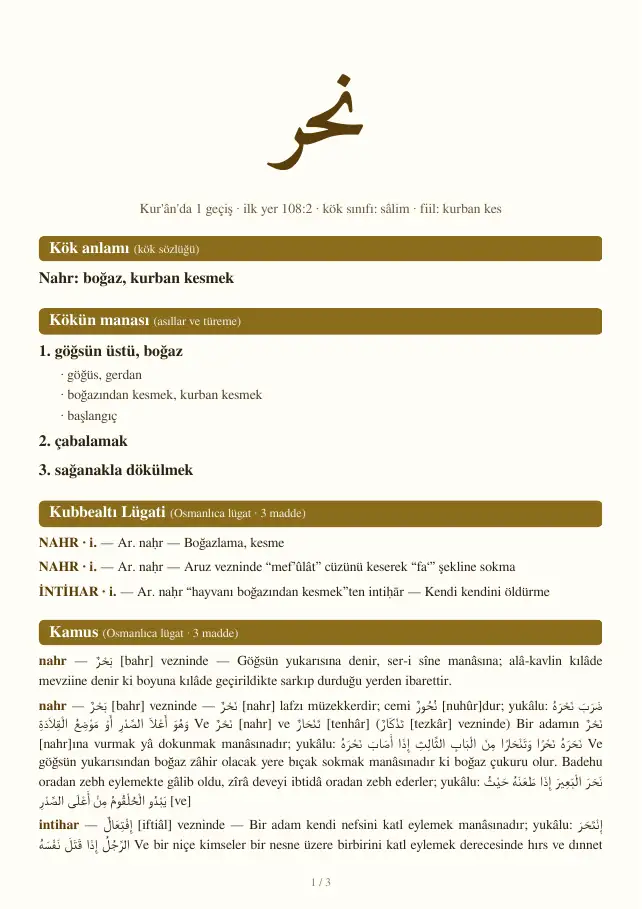 نحر
Kur'ân'da 1 geçiş · ilk yer 108:2 · kök sınıfı: sâlim · fiil: kurban kes
Kök anlamı (kök sözlüğü)
Nahr: boğaz, kurban kesmek
Kökün manası (asıllar ve türeme)
1. göğsün üstü, boğaz
· göğüs, gerdan
· boğazından kesmek, kurban kesmek
· başlangıç
2. çabalamak
3. sağanakla dökülmek
Kubbealtı Lügati (Osmanlıca lügat · 3 madde)
NAHR · i. — Ar. naḥr — Boğazlama, kesme
NAHR · i. — Ar. naḥr — Aruz vezninde “mef‘ûlât” cüzünü keserek “fa‘” şekline sokma
İNTİHAR · i. — Ar. naḥr “hayvanı boğazından kesmek”ten intiḥār — Kendi kendini öldürme
Kamus (Osmanlıca lügat · 3 madde)
nahr — بَحْرٌ [bahr] vezninde — Göğsün yukarısına denir, ser-i sîne manâsına; alâ-kavlin kılâde
mevziine denir ki boyuna kılâde geçirildikte sarkıp durduğu yerden ibarettir.
nahr — بَحْرٌ [bahr] vezninde — نَحْرٌ [nahr] lafzı müzekkerdir; cemi نُحُورٌ [nuhûr]dur; yukâlu: ضَرَبَ نَحْرَهُ
وَهُوَ أَعْلاَ الصَّدْرِ أَوْ مَوْضِعُ الْقِلاَدَةِ Ve نَحْرٌ [nahr] ve تَنْحَارٌ [tenhâr] (تَذْكَارٌ [tezkâr] vezninde) Bir adamın نَحْرٌ
[nahr]ına vurmak yâ dokunmak manâsınadır; yukâlu: نَحَرَهُ نَحْرًا وَتَنْحَارًا مِنَ الْبَابِ الثَّالِثِ إِذَا أَصَابَ نَحْرَهُ Ve
göğsün yukarısından boğaz zâhir olacak yere bıçak sokmak manâsınadır ki boğaz çukuru olur. Badehu
oradan zebh eylemekte gâlib oldu, zîrâ deveyi ibtidâ oradan zebh ederler; yukâlu: نَحَرَ الْبَعِيرَ إِذَا طَعَنَهُ حَيْثُ
يَبْدُو الْحُلْقُومُ مِنْ أَعْلَى الصَّدْرِ [ve]
intihar — إِفْتِعَالٌ [iftiâl] vezninde — Bir adam kendi nefsini katl eylemek manâsınadır; yukâlu: إِنْتَحَرَ
الرَّجُلُ إِذَا قَتَلَ نَفْسَهُ Ve bir niçe kimseler bir nesne üzere birbirini katl eylemek derecesinde hırs ve dınnet
1 / 3